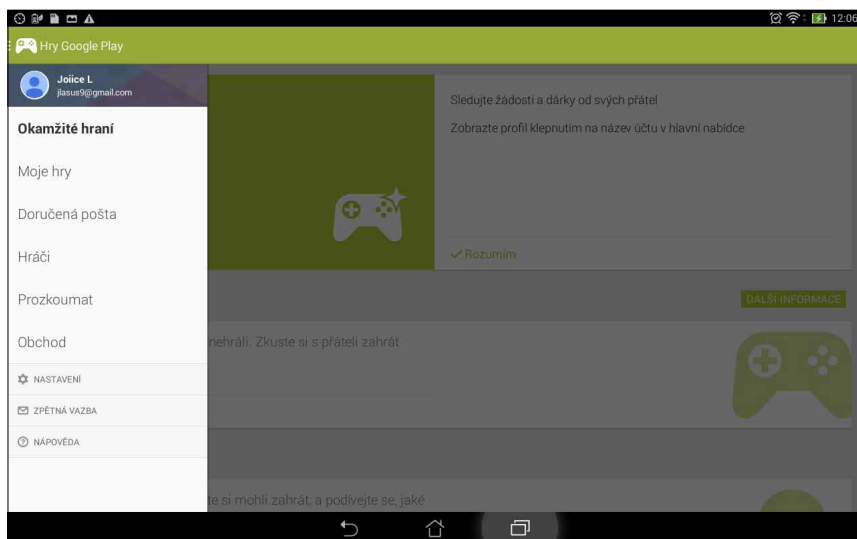 12:06
Hry Google Play
Joiice L
jlasus9@gmail.com
Okamžité hraní
Moje hry
Doručená pošta
Hráči
Prozkoumat
Obchod
NASTAVENÍ
ZPĚTNÁ VAZBA
NÁPOVĚDA
Sledujte žádosti a dárky od svých přátel
Zobrazte profil klepnutím na název účtu v hlavní nabídce
Rozumím
DALŠÍ INFORMACE
nehráli. Zkuste si s přáteli zahrát
te si mohli zahrát, a podívejte se, jaké